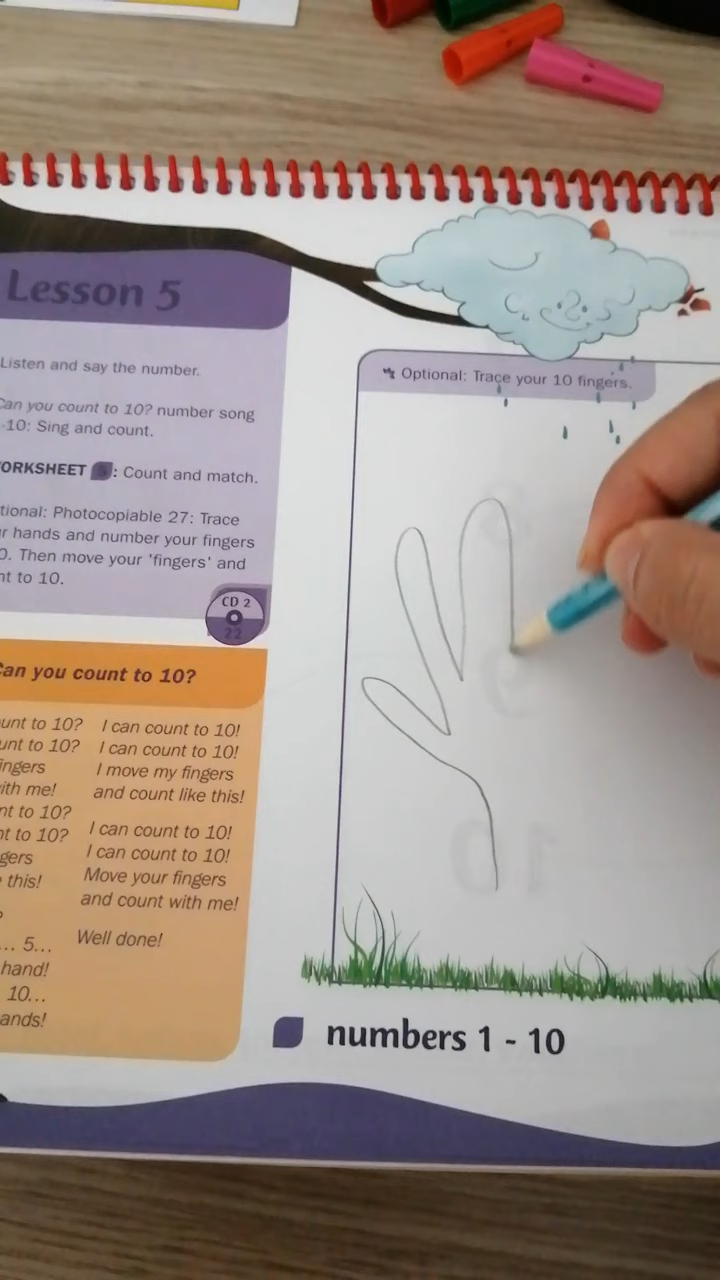 Lesson 5
Listen and say the number.
Can you count to 10? number song
-10: Sing and count.
ORKSHEET 5: Count and match.
tional: Photocopiable 27: Trace
r hands and number your fingers
0. Then move your 'fingers' and
nt to 10.
CD 2
22
Can you count to 10?
unt to 10?
unt to 10?
ingers
ith me!
nt to 10?
nt to 10?
gers
this!
?
... 5...
hand!
10...
ands!
I can count to 10!
I can count to 10!
I move my fingers
and count like this!
I can count to 10!
I can count to 10!
Move your fingers
and count with me!
Well done!
Optional: Trace your 10 fingers.
numbers 1 - 10